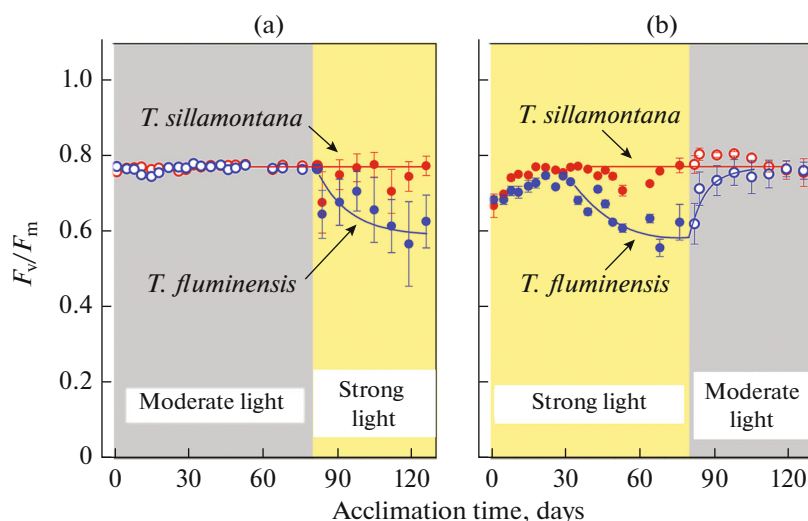 (a)
(b)
1.0
0.8
0.6
0.4
0.2
0
Fv/Fm
T. sillamontana
T. fluminensis
Moderate light
Strong
light
T. sillamontana
T. fluminensis
Strong light
Moderate
light
0 30 60 90 120
0 30 60 90 120
Acclimation time, days